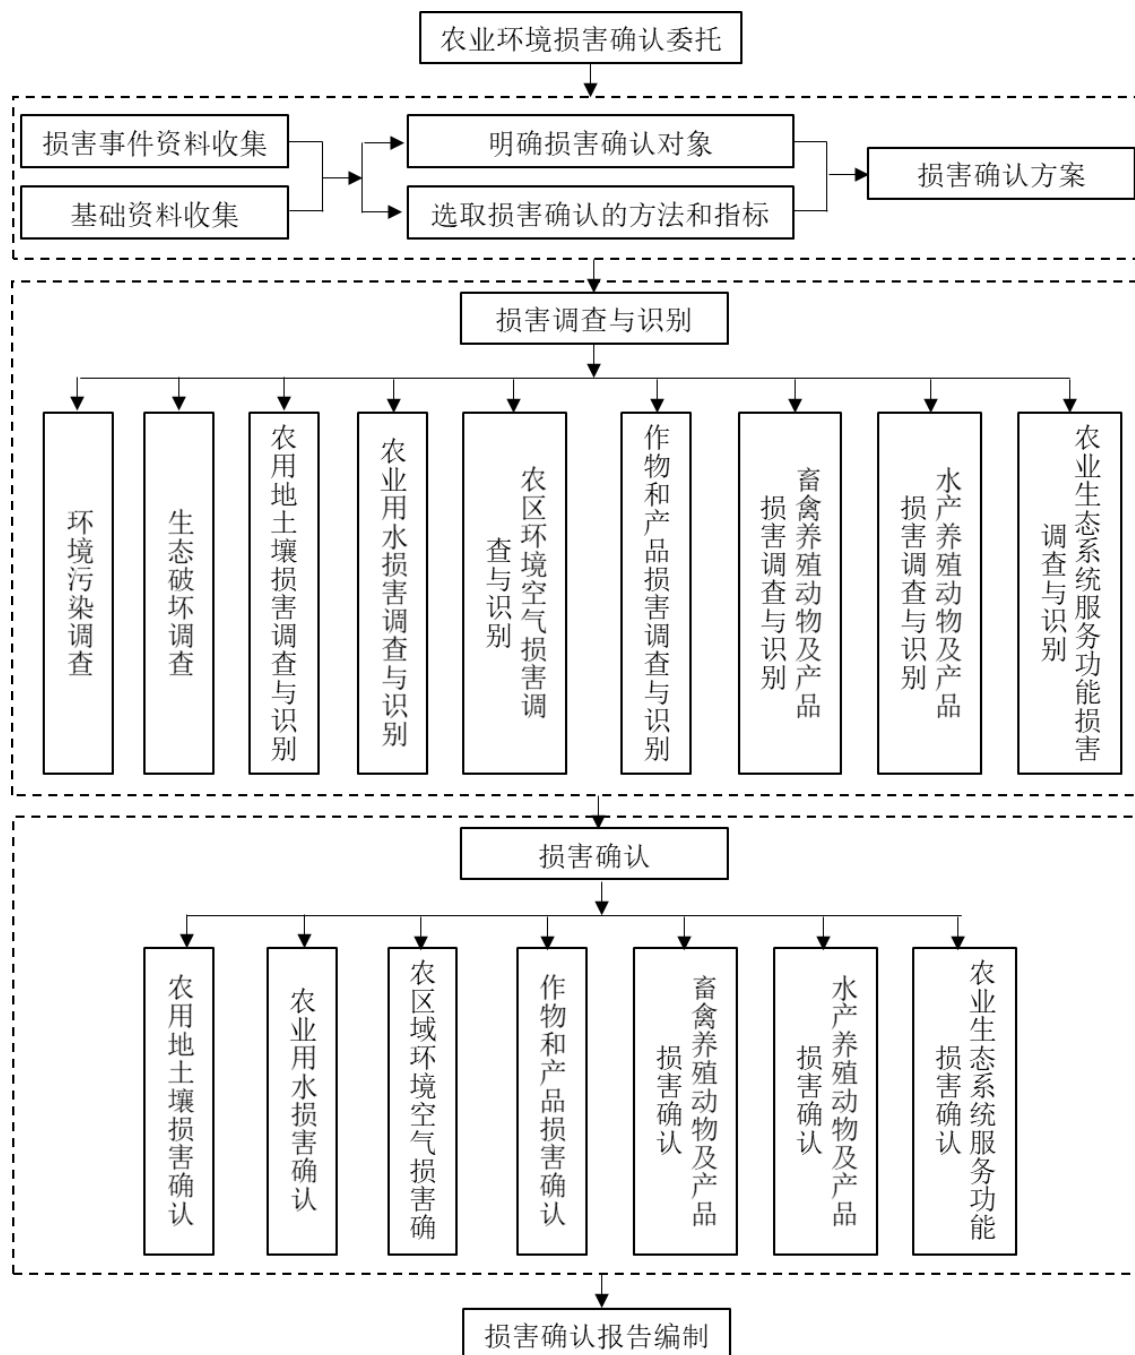 农业环境损害确认委托
损害事件资料收集
明确损害确认对象
损害确认方案
基础资料收集
选取损害确认的方法和指标
损害调查与识别
环境污染调查
生态破坏调查
农用地土壤损害调查与识别
农业用水损害调查与识别
农区环境空气损害调
查与识别
作物和产品损害调查与识别
畜禽养殖动物及产品
损害调查与识别
水产养殖动物及产品
损害调查与识别
农业生态系统服务功能损害
调查与识别
损害确认
农用地土壤损害确认
农业用水损害确认
农区域环境空气损害确
作物和产品损害确认
畜禽养殖动物及产品
损害确认
水产养殖动物及产品
损害确认
农业生态系统服务功能
损害确认
损害确认报告编制